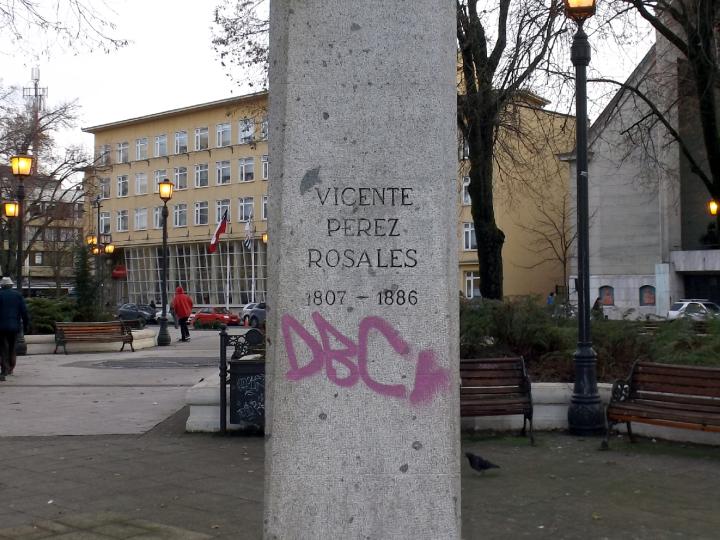 VICENTE
PEREZ
ROSALES
1807 - 1886
DBC